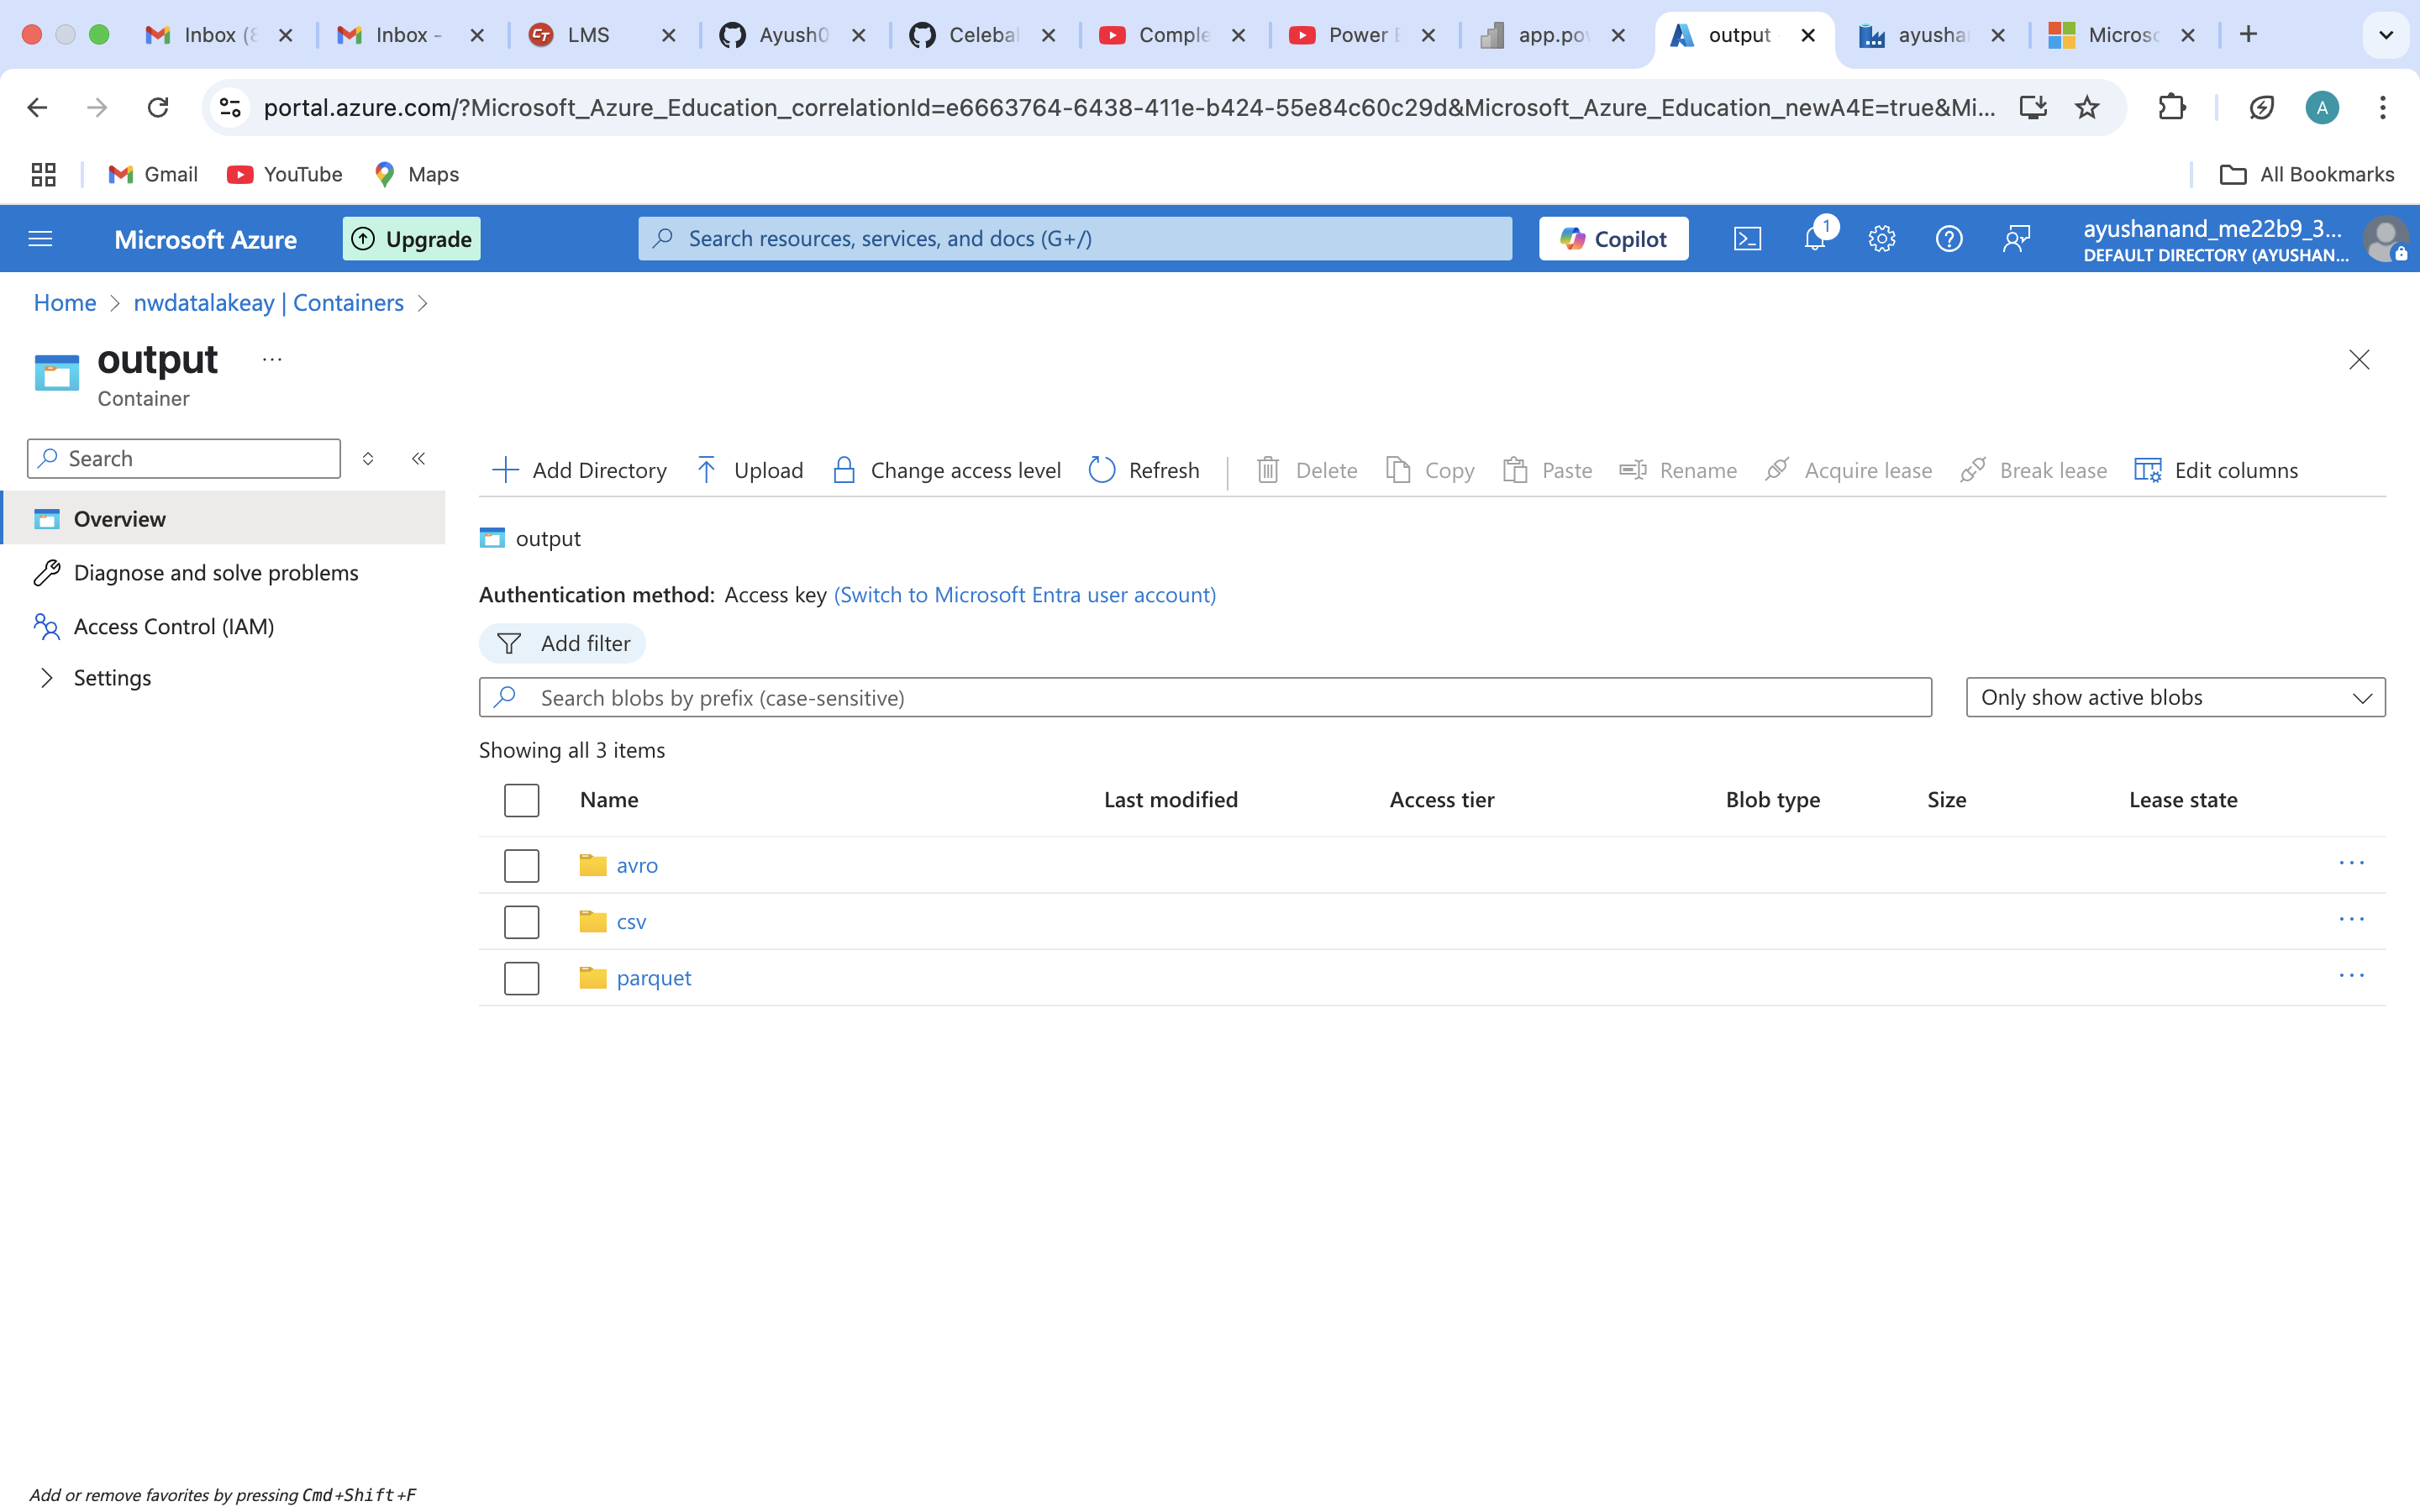 Inbox (8
Inbox -
LMS
Ayush0
Celebal
Comple
Power B
app.pov
output -
ayushar
Microso
portal.azure.com/?Microsoft_Azure_Education_correlationId=e6663764-6438-411e-b424-55e84c60c29d&Microsoft_Azure_Education_newA4E=true&Mi...
A
Gmail
YouTube
Maps
All Bookmarks
Microsoft Azure
Upgrade
Search resources, services, and docs (G+/)
Copilot
1
ayushanand_me22b9_3...
DEFAULT DIRECTORY (AYUSHAN...
Home > nwdatalakeay | Containers >
output ...
Container
Search
Overview
Diagnose and solve problems
Access Control (IAM)
Settings
Add Directory
Upload
Change access level
Refresh
Delete
Copy
Paste
Rename
Acquire lease
Break lease
Edit columns
output
Authentication method: Access key (Switch to Microsoft Entra user account)
Add filter
Search blobs by prefix (case-sensitive)
Only show active blobs
Showing all 3 items
Name Last modified Access tier Blob type Size Lease state
avro ...
csv ...
parquet ...
Add or remove favorites by pressing Cmd+Shift+F